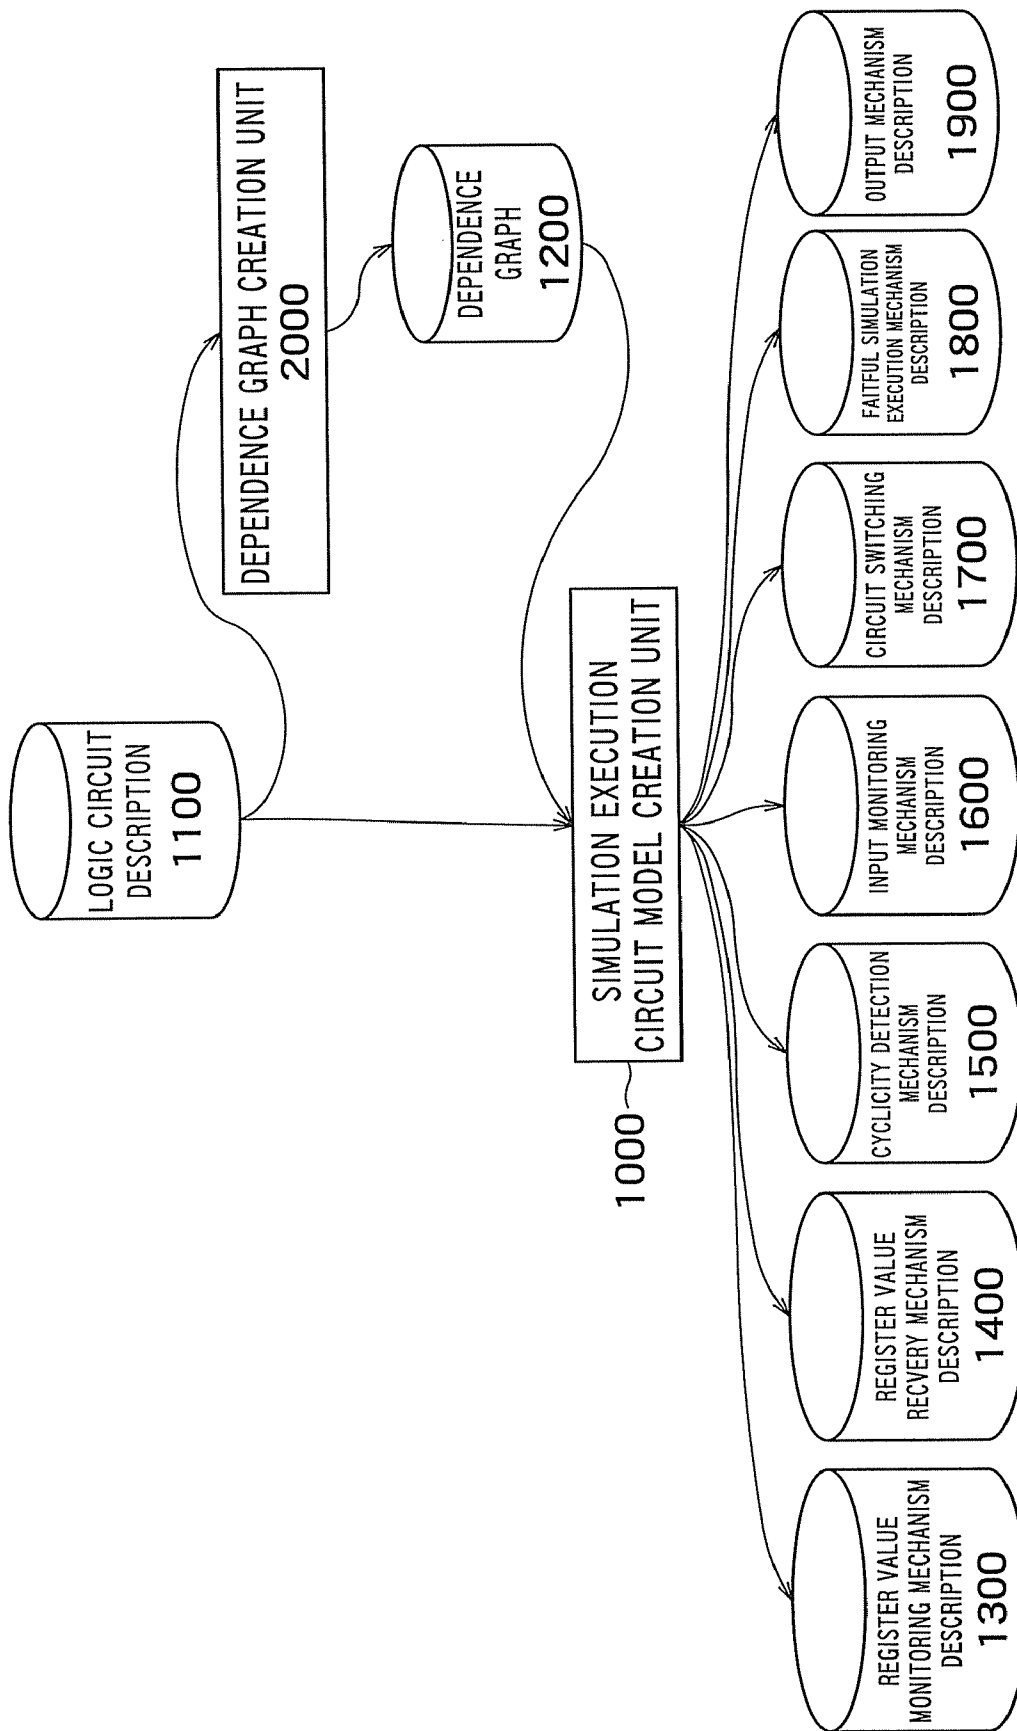 LOGIC CIRCUIT
DESCRIPTION
1100
DEPENDENCE GRAPH CREATION UNIT
2000
DEPENDENCE
GRAPH
1200
SIMULATION EXECUTION
CIRCUIT MODEL CREATION UNIT
1000
REGISTER VALUE
MONITORING MECHANISM
DESCRIPTION
1300
REGISTER VALUE
RECVERY MECHANISM
DESCRIPTION
1400
CYCLICITY DETECTION
MECHANISM
DESCRIPTION
1500
INPUT MONITORING
MECHANISM
DESCRIPTION
1600
CIRCUIT SWITCHING
MECHANISM
DESCRIPTION
1700
FAITFUL SIMULATION
EXECUTION MECHANISM
DESCRIPTION
1800
OUTPUT MECHANISM
DESCRIPTION
1900